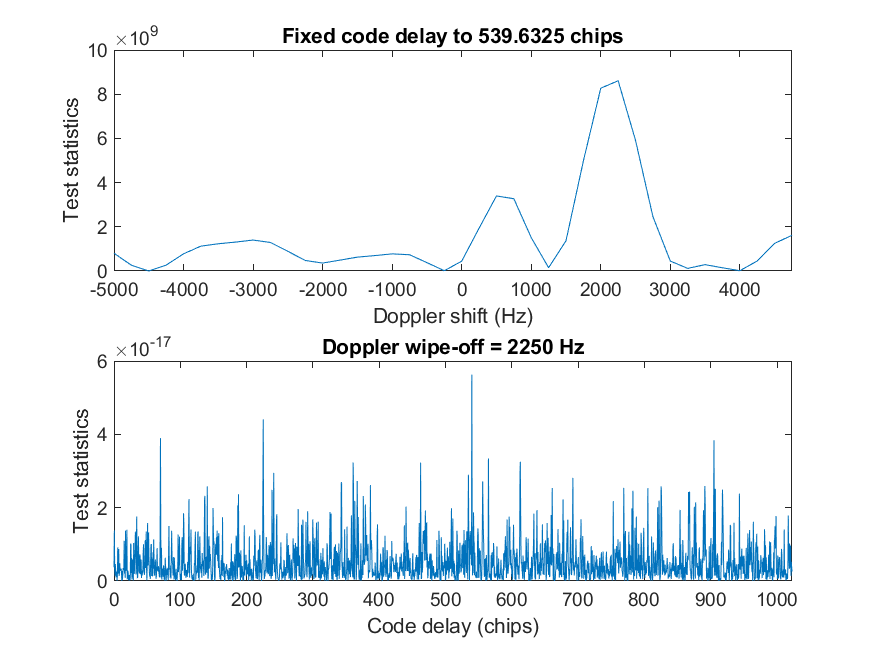 ×10^9
Fixed code delay to 539.6325 chips
10
8
6
4
2
0
Test statistics
-5000 -4000 -3000 -2000 -1000 0 1000 2000 3000 4000
Doppler shift (Hz)
×10^-17
Doppler wipe-off = 2250 Hz
6
4
2
0
Test statistics
0 100 200 300 400 500 600 700 800 900 1000
Code delay (chips)